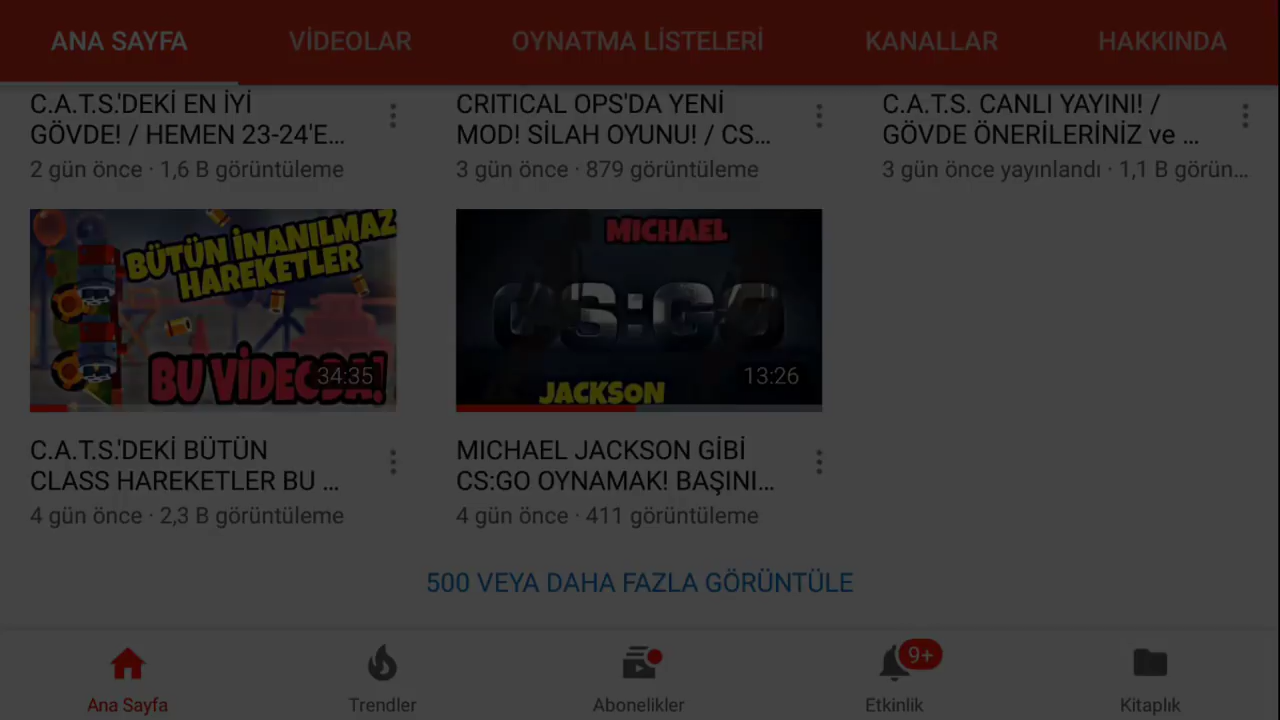 ANA SAYFA
VİDEOLAR
OYNATMA LİSTELERİ
KANALLAR
HAKKINDA
C.A.T.S.'DEKİ EN İYİ
GÖVDE! / HEMEN 23-24'E...
2 gün önce · 1,6 B görüntüleme
CRITICAL OPS'DA YENİ
MOD! SİLAH OYUNU! / CS...
3 gün önce · 879 görüntüleme
C.A.T.S. CANLI YAYINI! /
GÖVDE ÖNERİLERİNİZ ve ...
3 gün önce yayınlandı · 1,1 B görün...
BÜTÜN İNANILMAZ
HAREKETLER
BU VİDEODA!
34:35
MICHAEL
CS:GO
JACKSON
13:26
C.A.T.S.'DEKİ BÜTÜN
CLASS HAREKETLER BU ...
4 gün önce · 2,3 B görüntüleme
MICHAEL JACKSON GİBİ
CS:GO OYNAMAK! BAŞINI...
4 gün önce · 411 görüntüleme
500 VEYA DAHA FAZLA GÖRÜNTÜLE
9+
Ana Sayfa
Trendler
Abonelikler
Etkinlik
Kitaplık